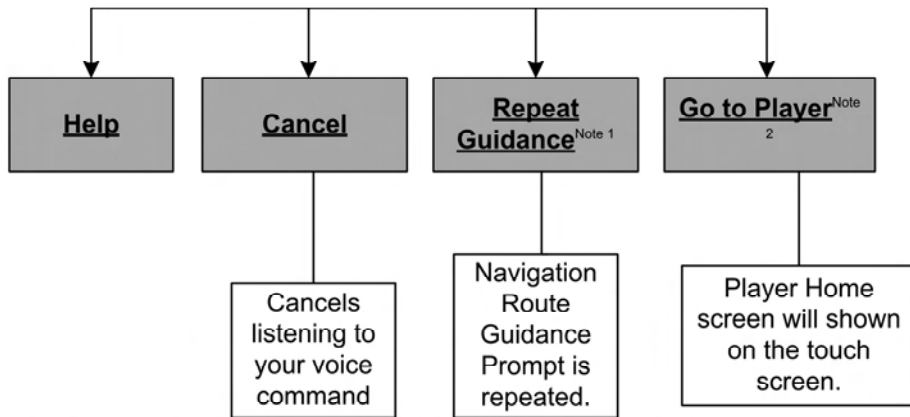 Help
Cancel
Repeat
Guidance Note 1
Go to Player Note
2
Cancels
listening to
your voice
command
Navigation
Route
Guidance
Prompt is
repeated.
Player Home
screen will shown
on the touch
screen.